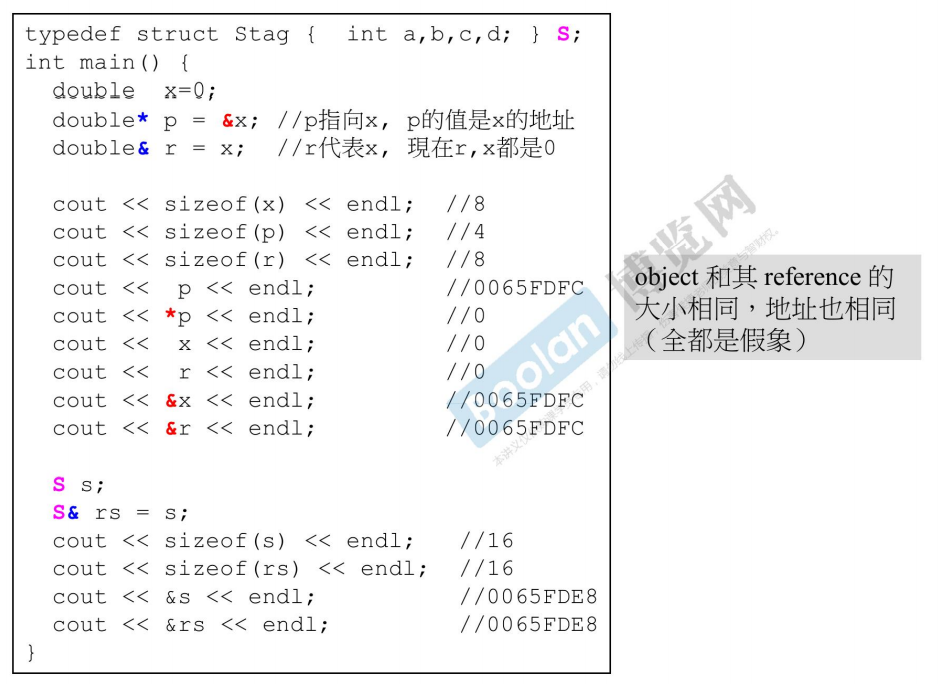 typedef struct Stag {  int a,b,c,d; } S;
int main() {
  double  x=0;
  double* p = &x; //p指向x, p的值是x的地址
  double& r = x;  //r代表x, 現在r,x都是0
  cout << sizeof(x) << endl;  //8
  cout << sizeof(p) << endl;  //4
  cout << sizeof(r) << endl;  //8
  cout <<  p << endl;         //0065FDFC
  cout << *p << endl;         //0
  cout <<  x << endl;         //0
  cout <<  r << endl;         //0
  cout << &x << endl;         //0065FDFC
  cout << &r << endl;         //0065FDFC
  S s;
  S& rs = s;
  cout << sizeof(s) << endl;   //16
  cout << sizeof(rs) << endl;  //16
  cout << &s << endl;          //0065FDE8
  cout << &rs << endl;         //0065FDE8
}
object 和其 reference 的
大小相同，地址也相同
（全都是假象）
boolan 博览网